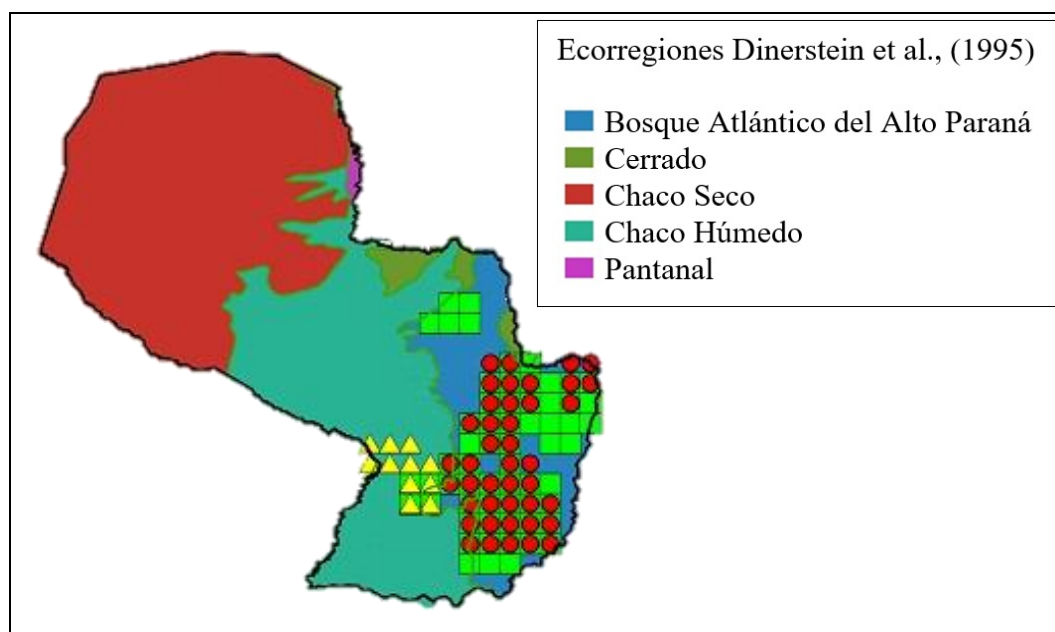 Ecorregiones Dinerstein et al., (1995)
Bosque Atlántico del Alto Paraná
Cerrado
Chaco Seco
Chaco Húmedo
Pantanal